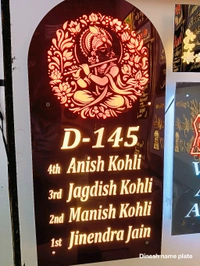 D-145
4th Anish Kohli
3rd Jagdish Kohli
2nd Manish Kohli
1st Jinendra Jain
Dinesh name plate